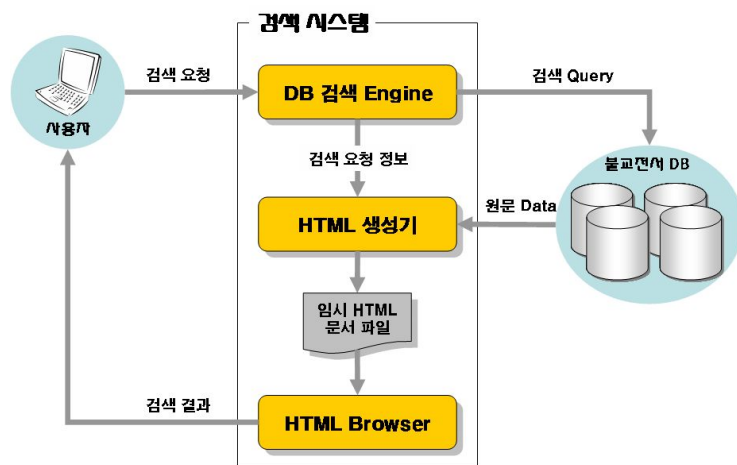 검색 시스템
검색 요청
DB 검색 Engine
검색 Query
사용자
검색 요청 정보
불교전서 DB
원문 Data
HTML 생성기
임시 HTML
문서 파일
검색 결과
HTML Browser